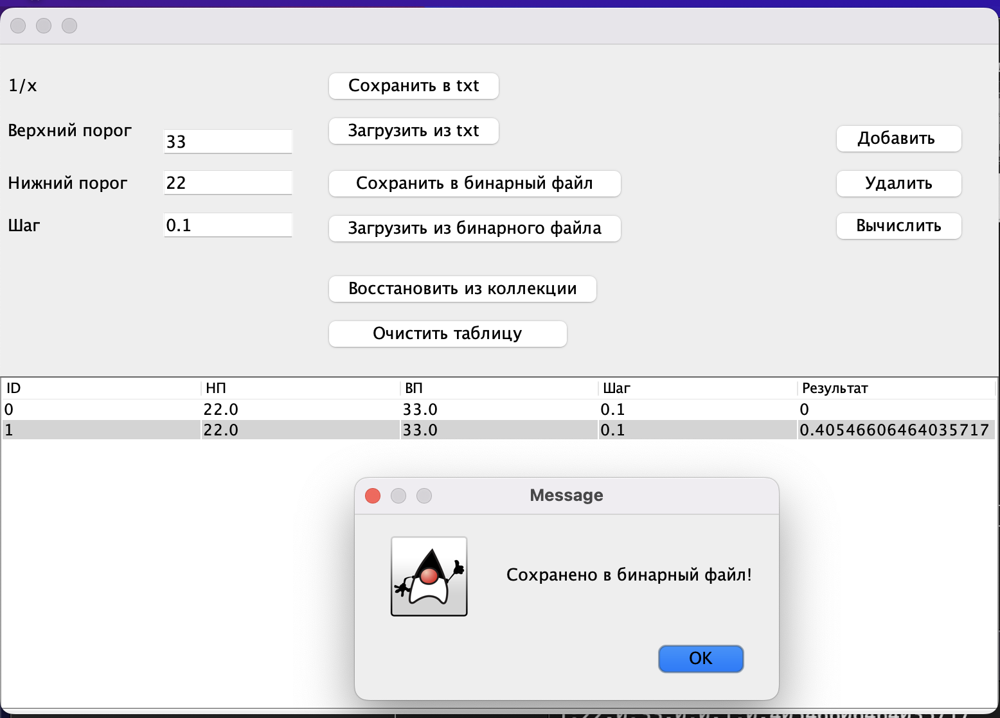 1/x
Сохранить в txt
Верхний порог
33
Загрузить из txt
Добавить
Нижний порог
22
Сохранить в бинарный файл
Удалить
Шаг
0.1
Загрузить из бинарного файла
Вычислить
Восстановить из коллекции
Очистить таблицу
ID НП ВП Шаг Результат
0 22.0 33.0 0.1 0
1 22.0 33.0 0.1 0.40546606464035717
Message
Сохранено в бинарный файл!
OK